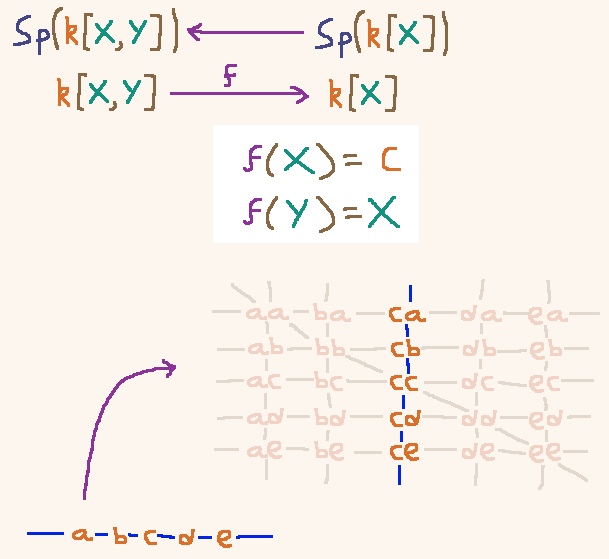 Sp(k[X,Y]) ← Sp(k[X])
f
k[X,Y] → k[X]
f(X)=c
f(Y)=X
aa ba ca da ea
ab bb cb db eb
ac bc cc dc ec
ad bd cd dd ed
ae be ce de ee
a b c d e